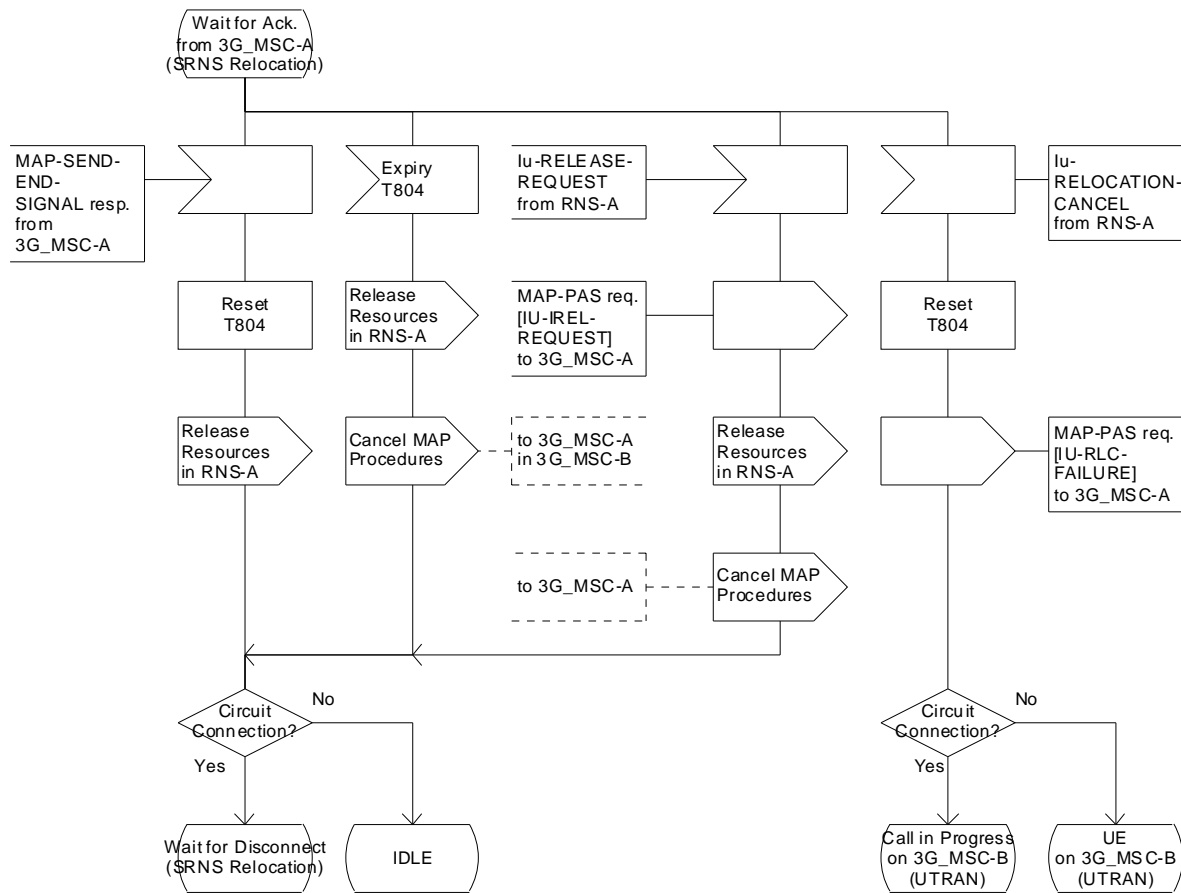 Wait for Ack.
from 3G_MSC-A
(SRNS Relocation)
MAP-SEND-
END-
SIGNAL resp.
from
3G_MSC-A
Expiry
T804
Iu-RELEASE-
REQUEST
from RNS-A
Iu-
RELOCATION-
CANCEL
from RNS-A
Reset
T804
Release
Resources
in RNS-A
MAP-PAS req.
[IU-IREL-
REQUEST]
to 3G_MSC-A
Reset
T804
Release
Resources
in RNS-A
Cancel MAP
Procedures
to 3G_MSC-A
in 3G_MSC-B
Release
Resources
in RNS-A
MAP-PAS req.
[IU-RLC-
FAILURE]
to 3G_MSC-A
to 3G_MSC-A
Cancel MAP
Procedures
Circuit
Connection?
No
Yes
Circuit
Connection?
No
Yes
Wait for Disconnect
(SRNS Relocation)
IDLE
Call in Progress
on 3G_MSC-B
(UTRAN)
UE
on 3G_MSC-B
(UTRAN)